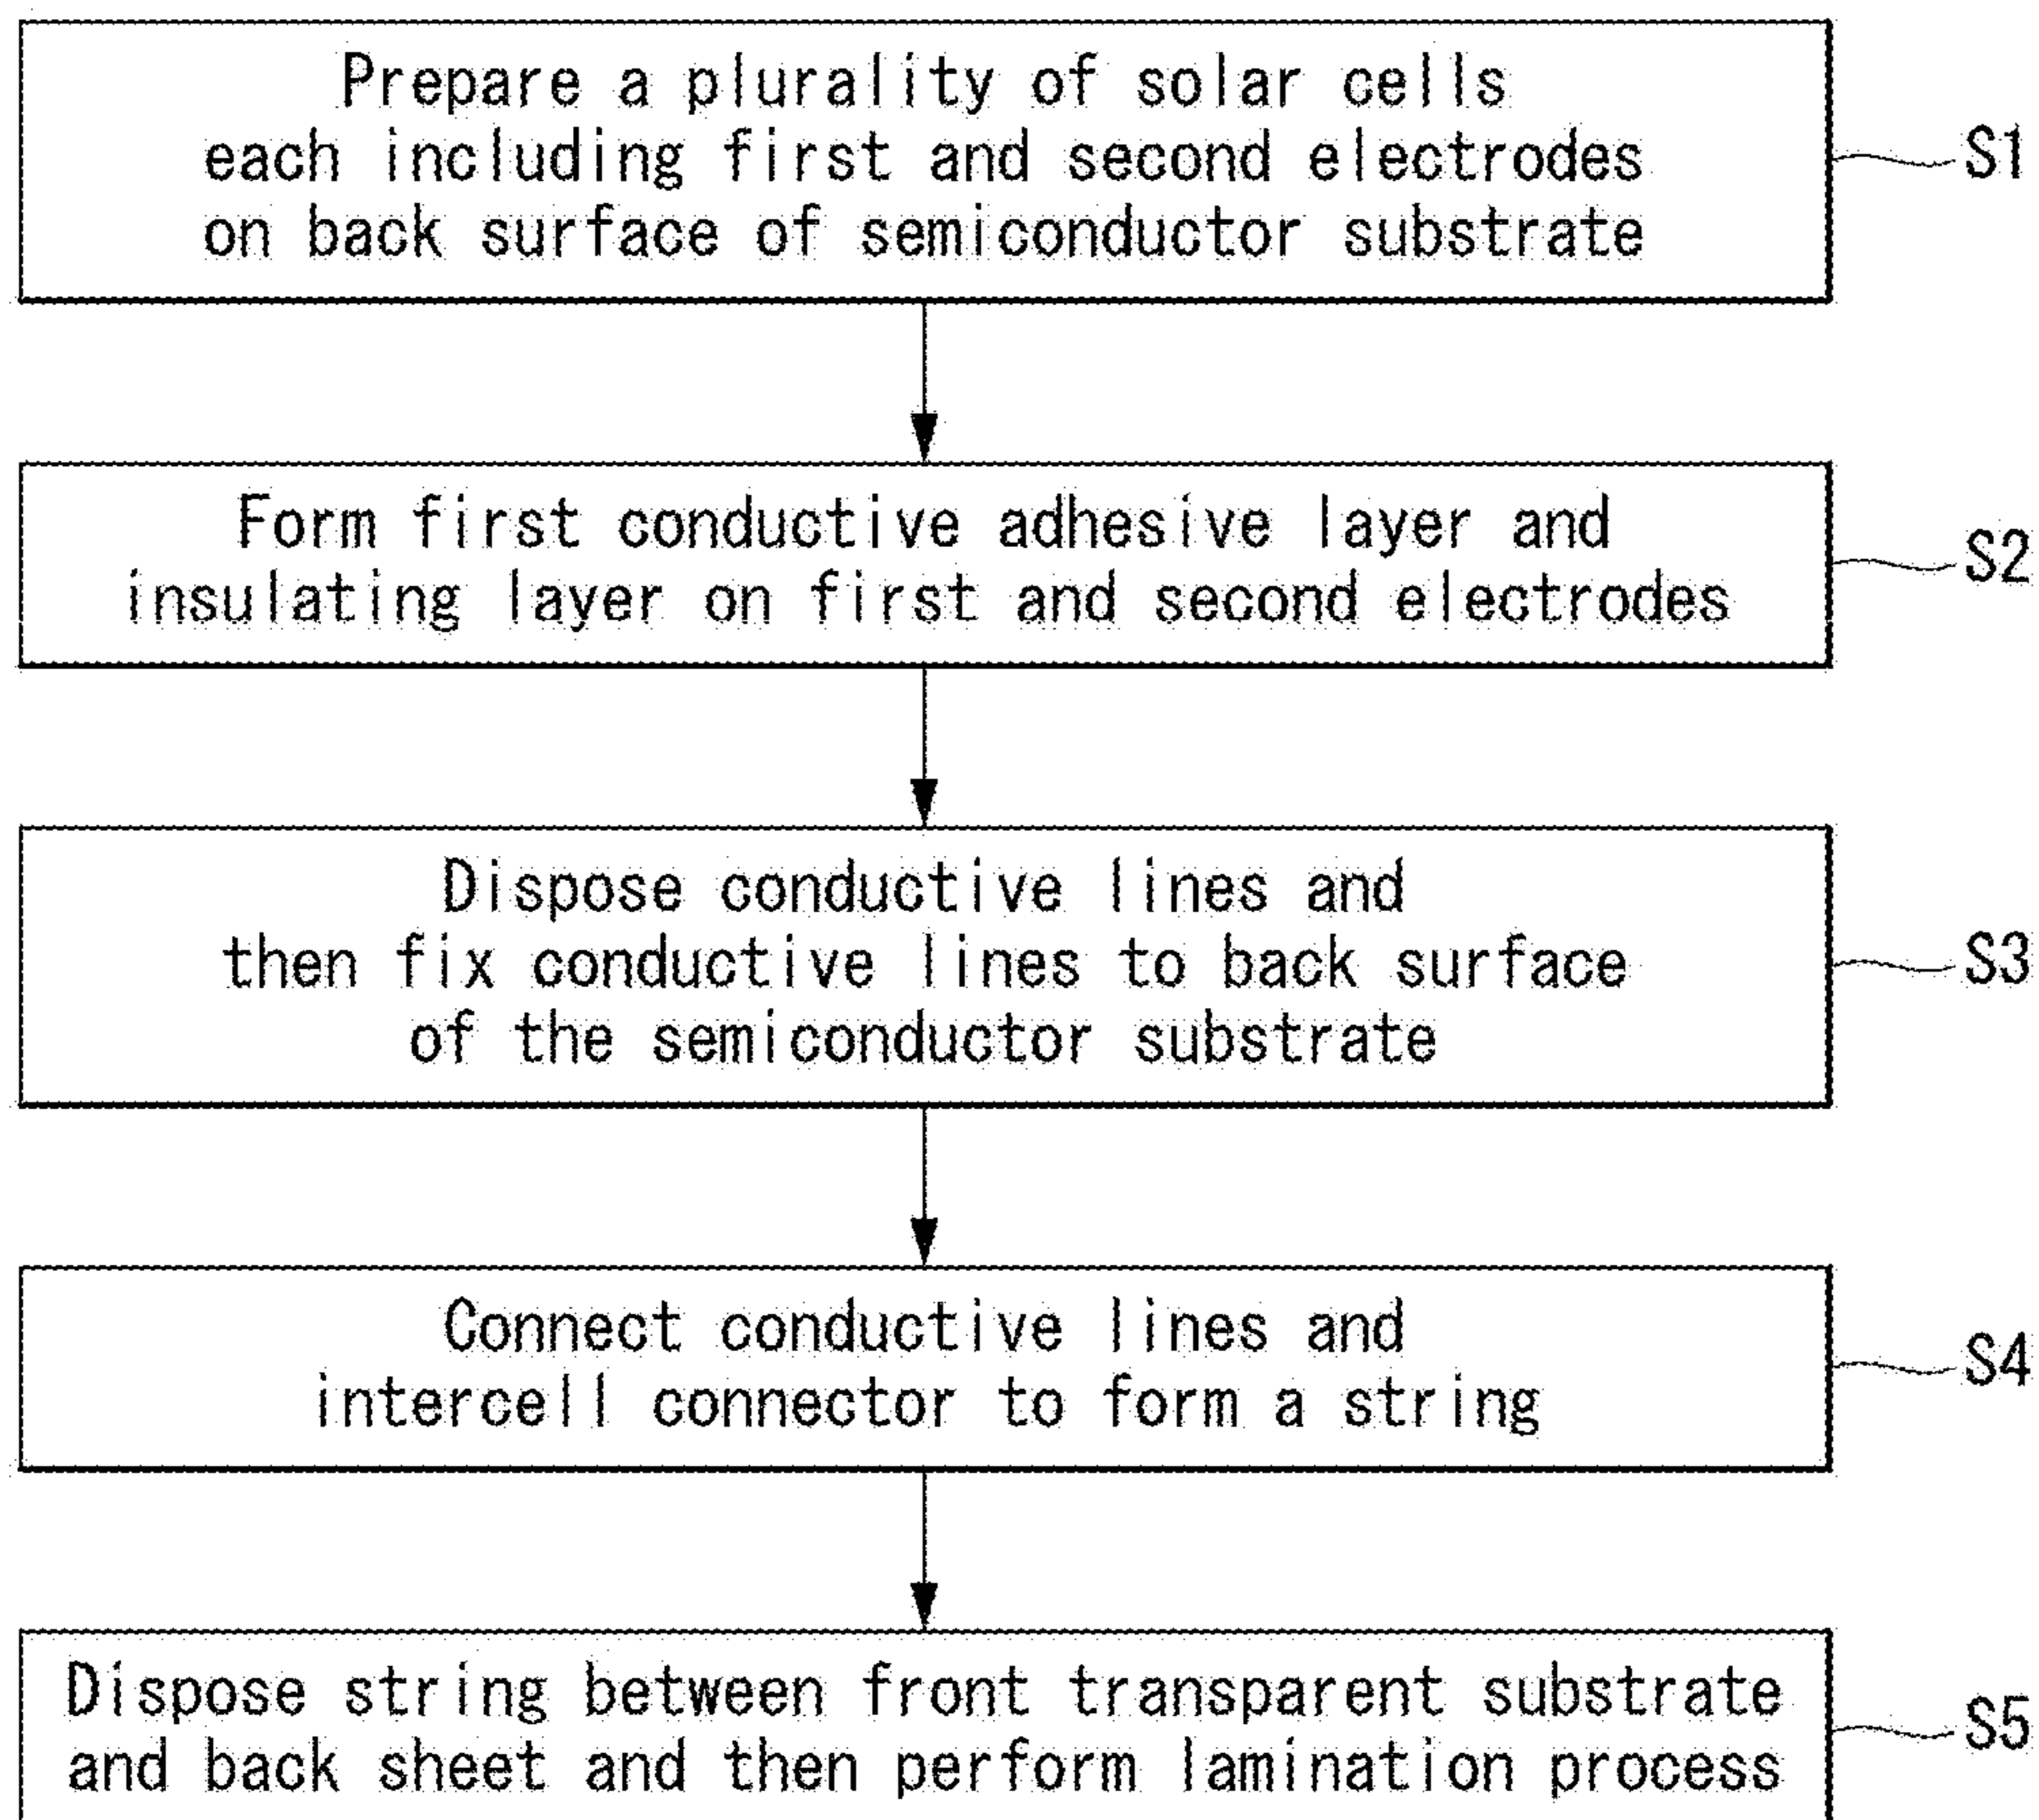 Prepare a plurality of solar cells
each including first and second electrodes
on back surface of semiconductor substrate
S1
Form first conductive adhesive layer and
insulating layer on first and second electrodes
S2
Dispose conductive lines and
then fix conductive lines to back surface
of the semiconductor substrate
S3
Connect conductive lines and
intercell connector to form a string
S4
Dispose string between front transparent substrate
and back sheet and then perform lamination process
S5